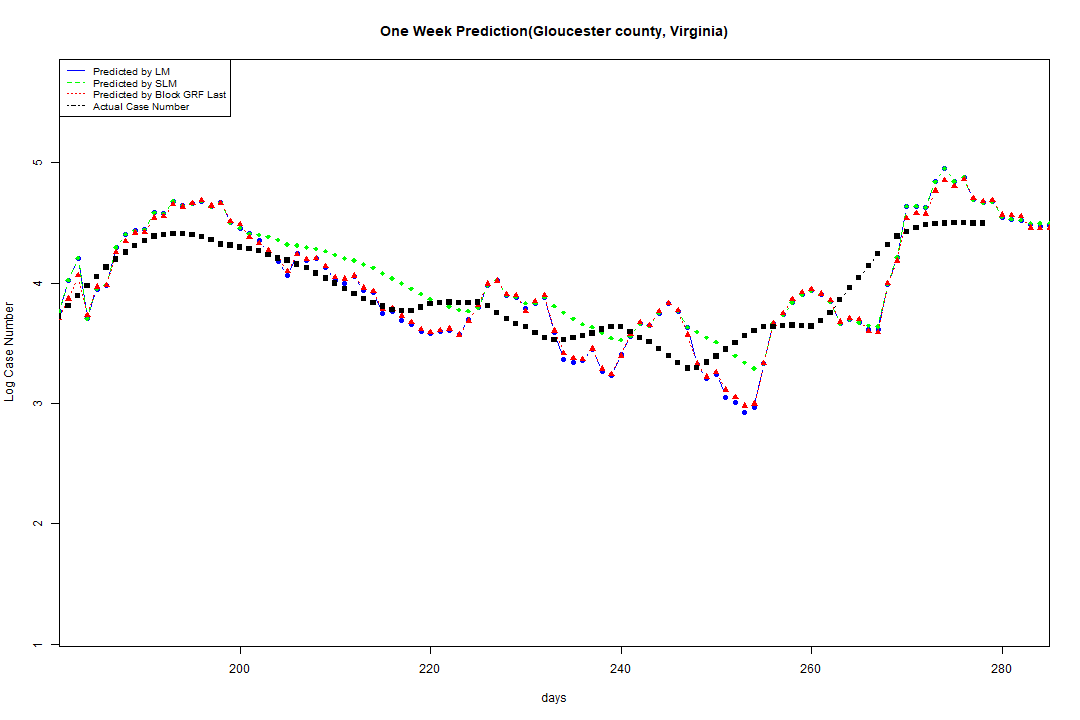 One Week Prediction(Gloucester county, Virginia)
Predicted by LM
Predicted by SLM
Predicted by Block GRF Last
Actual Case Number
5
4
3
2
1
Log Case Number
200
220
240
260
280
days